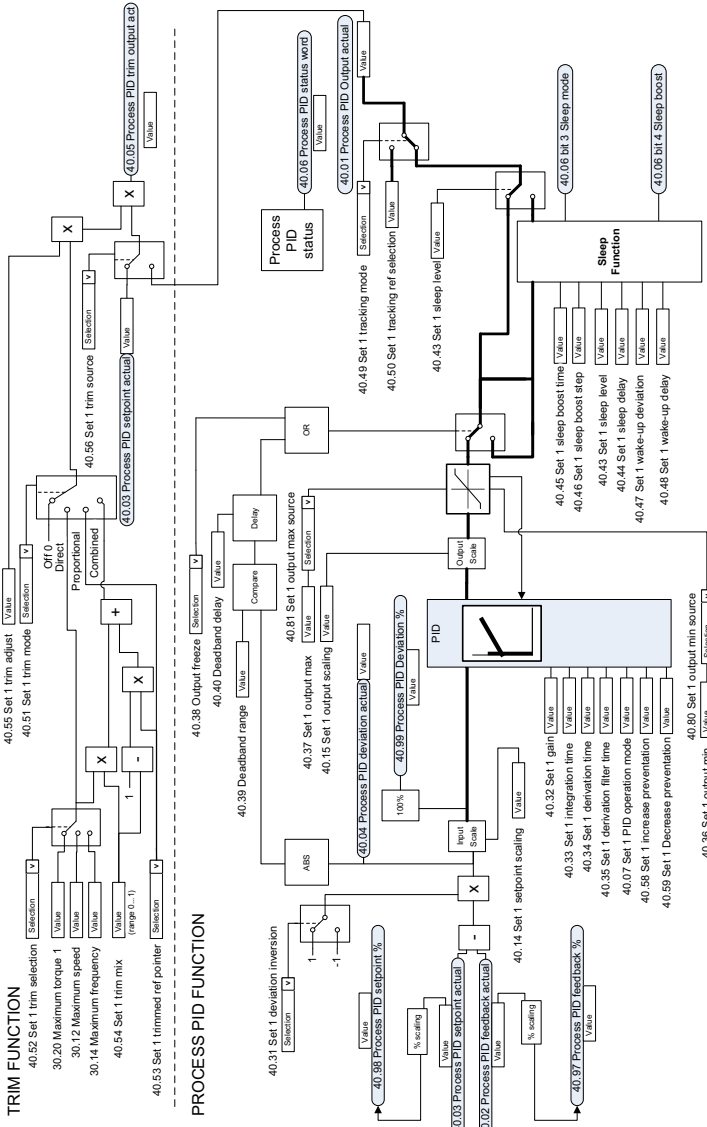 TRIM FUNCTION
40.55 Set 1 trim adjust Value
40.51 Set 1 trim mode Selection v
40.52 Set 1 trim selection Selection v
30.20 Maximum torque 1 Value
30.12 Maximum speed Value
30.14 Maximum frequency Value
40.54 Set 1 trim mix Value
(range 0...1)
40.53 Set 1 trimmed ref pointer Selection v
1
-
X
X
+
Off 0
Direct
Proportional
Combined
40.56 Set 1 trim source Selection v
40.03 Process PID setpoint actual Value
X
X
40.05 Process PID trim output act
Value
PROCESS PID FUNCTION
40.38 Output freeze Selection v
40.40 Deadband delay Value
40.39 Deadband range Value
Compare
Delay
OR
ABS
40.81 Set 1 output max source
40.37 Set 1 output max Value Selection v
40.15 Set 1 output scaling Value
40.04 Process PID deviation actual Value
40.99 Process PID Deviation %
Value
100%
40.31 Set 1 deviation inversion
Selection v
1
-1
Value
40.98 Process PID setpoint %
% scaling
Value
0.03 Process PID setpoint actual
0.02 Process PID feedback actual
Value
% scaling
40.97 Process PID feedback %
Value
-
X
Input
Scale
40.14 Set 1 setpoint scaling
Value
PID
Output
Scale
40.32 Set 1 gain Value
40.33 Set 1 integration time Value
40.34 Set 1 derivation time Value
40.35 Set 1 derivation filter time Value
40.07 Set 1 PID operation mode Value
40.58 Set 1 increase preventation Value
40.59 Set 1 Decrease preventation Value
40.80 Set 1 output min source
40.36 Set 1 output min Value
Process
PID
status
40.06 Process PID status word
Value
40.01 Process PID Output actual
Value
40.49 Set 1 tracking mode Selection v
40.50 Set 1 tracking ref selection Value
40.43 Set 1 sleep level Value
Sleep
Function
40.06 bit 3 Sleep mode
40.06 bit 4 Sleep boost
40.45 Set 1 sleep boost time Value
40.46 Set 1 sleep boost step Value
40.43 Set 1 sleep level Value
40.44 Set 1 sleep delay Value
40.47 Set 1 wake-up deviation Value
40.48 Set 1 wake-up delay Value